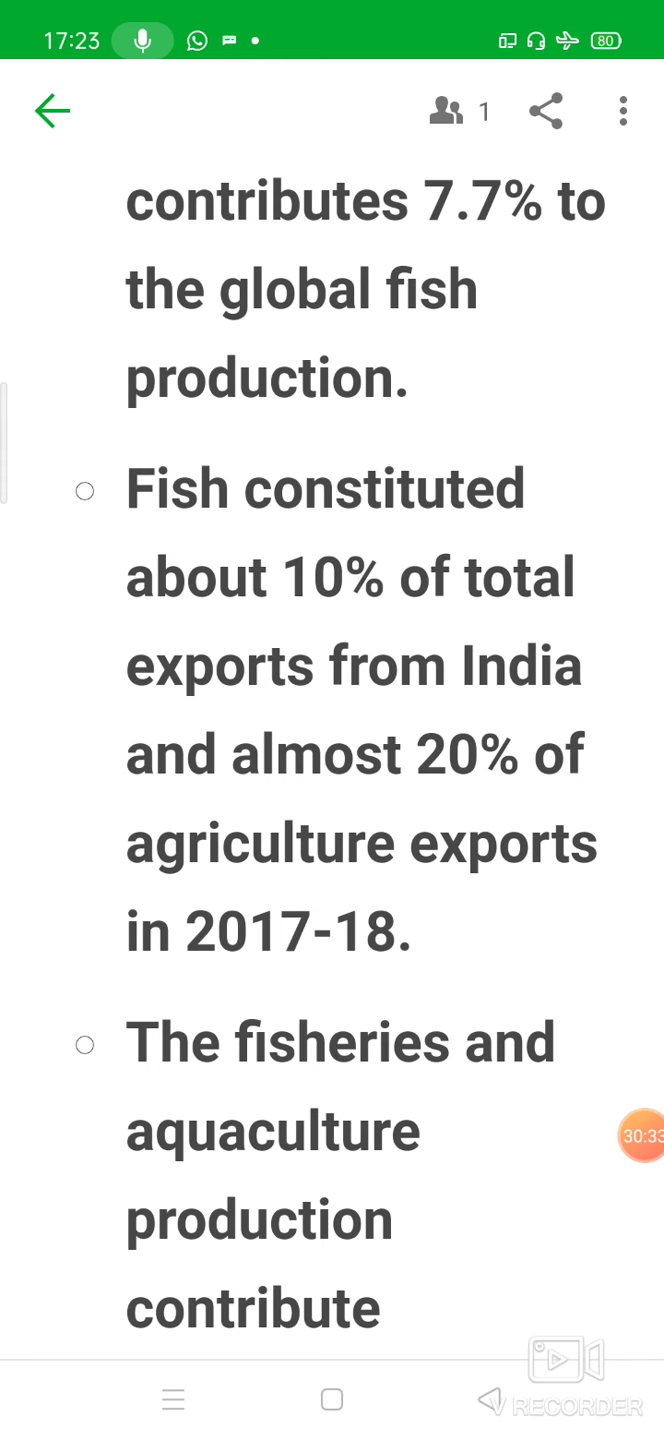 17:23
80
1
contributes 7.7% to
the global fish
production.
Fish constituted
about 10% of total
exports from India
and almost 20% of
agriculture exports
in 2017-18.
The fisheries and
aquaculture
30:33
production
contribute
V RECORDER